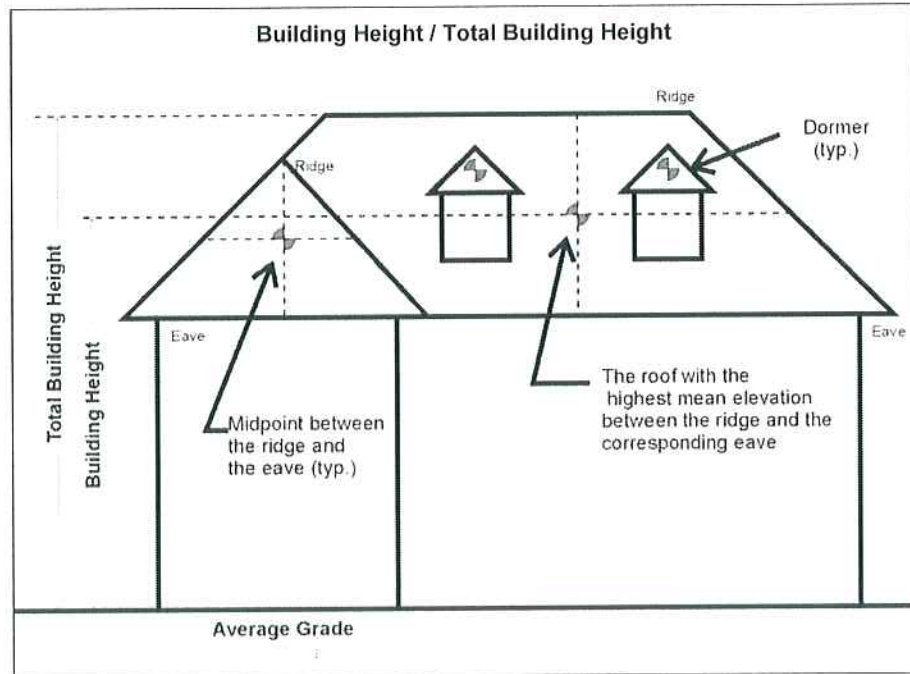 Building Height / Total Building Height
Ridge
Dormer
(typ.)
Ridge
Total Building Height
Building Height
Eave
Eave
Midpoint between
the ridge and
the eave (typ.)
The roof with the
highest mean elevation
between the ridge and the
corresponding eave
Average Grade